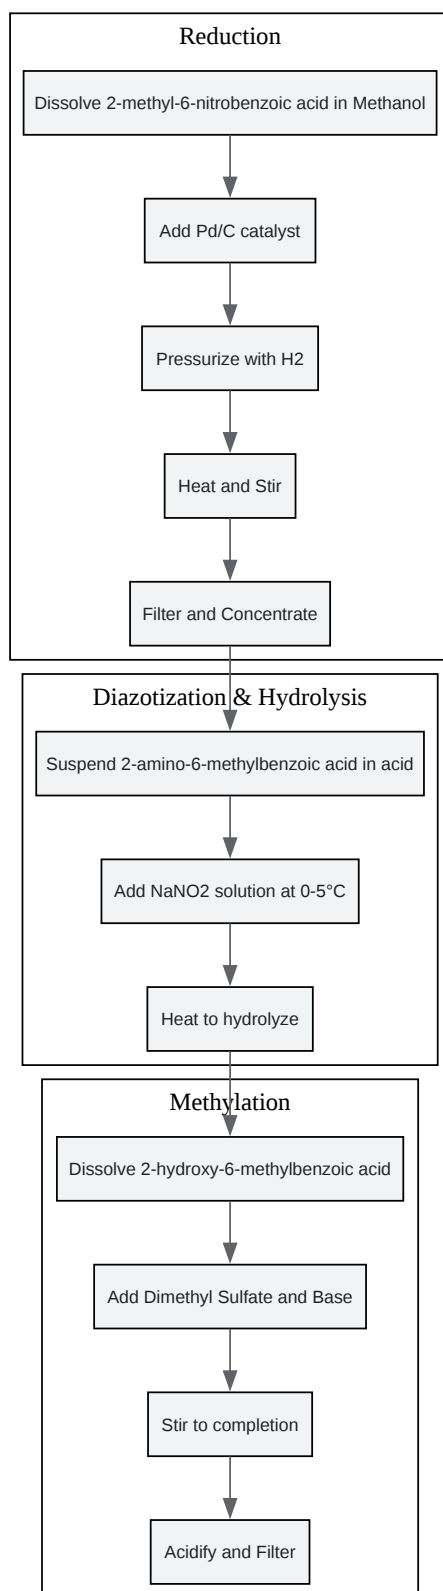 Reduction
Dissolve 2-methyl-6-nitrobenzoic acid in Methanol
Add Pd/C catalyst
Pressurize with H2
Heat and Stir
Filter and Concentrate
Diazotization & Hydrolysis
Suspend 2-amino-6-methylbenzoic acid in acid
Add NaNO2 solution at 0-5°C
Heat to hydrolyze
Methylation
Dissolve 2-hydroxy-6-methylbenzoic acid
Add Dimethyl Sulfate and Base
Stir to completion
Acidify and Filter